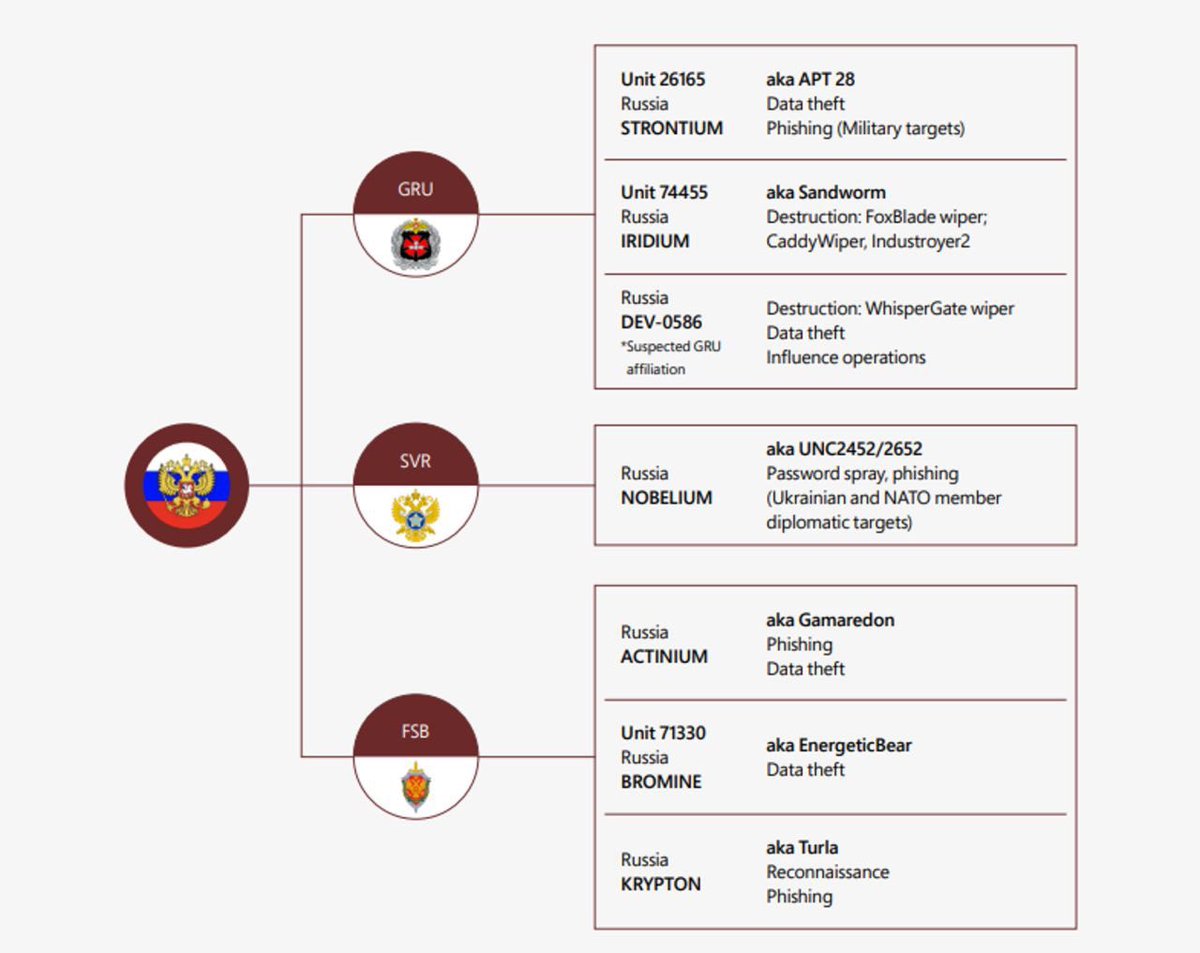 GRU
Unit 26165
Russia
STRONTIUM
aka APT 28
Data theft
Phishing (Military targets)
Unit 74455
Russia
IRIDIUM
aka Sandworm
Destruction: FoxBlade wiper;
CaddyWiper, Industroyer2
Russia
DEV-0586
*Suspected GRU
affiliation
Destruction: WhisperGate wiper
Data theft
Influence operations
SVR
Russia
NOBELIUM
aka UNC2452/2652
Password spray, phishing
(Ukrainian and NATO member
diplomatic targets)
FSB
Russia
ACTINIUM
aka Gamaredon
Phishing
Data theft
Unit 71330
Russia
BROMINE
aka EnergeticBear
Data theft
Russia
KRYPTON
aka Turla
Reconnaissance
Phishing